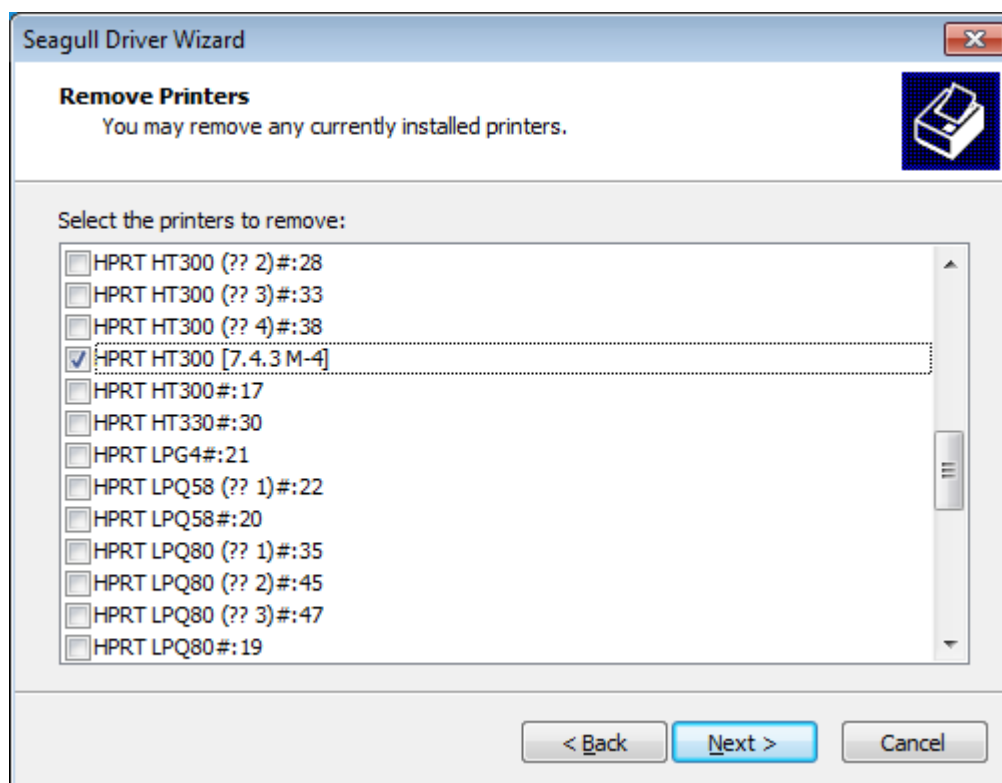 Seagull Driver Wizard
Remove Printers
You may remove any currently installed printers.
Select the printers to remove:
HPRT HT300 (?? 2)#:28
HPRT HT300 (?? 3)#:33
HPRT HT300 (?? 4)#:38
HPRT HT300 [7.4.3 M-4]
HPRT HT300#:17
HPRT HT330#:30
HPRT LPG4#:21
HPRT LPQ58 (?? 1)#:22
HPRT LPQ58#:20
HPRT LPQ80 (?? 1)#:35
HPRT LPQ80 (?? 2)#:45
HPRT LPQ80 (?? 3)#:47
HPRT LPQ80#:19
< Back Next > Cancel